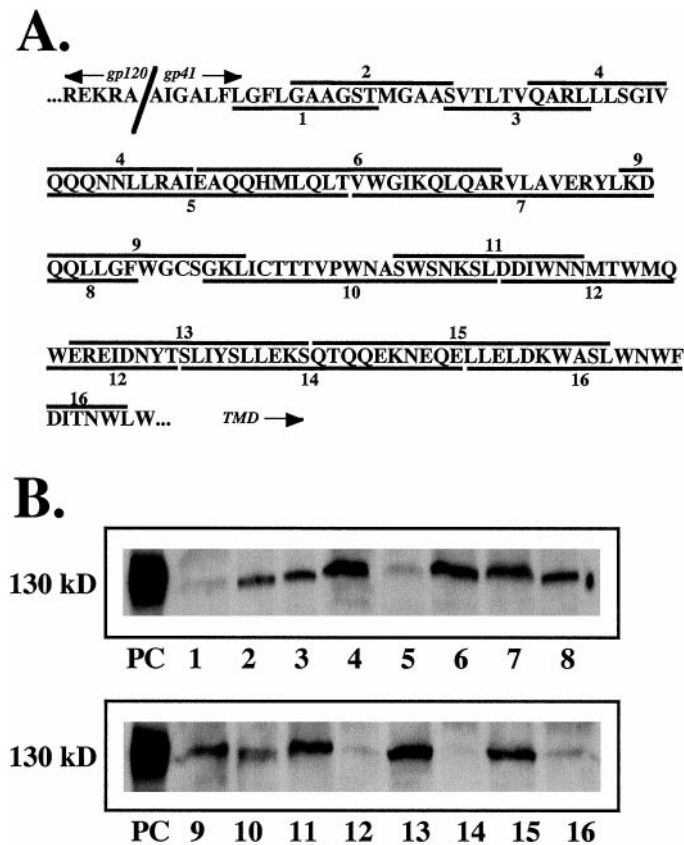 A.
gp120 gp41
2 4
...REKRA/AIGALFLGFLGAAGSTMGAASVTLTVQARLLLSGIV
1 3
4 6 9
QQQNNLLRAIEAQQHMLQLTVWGIKQLQARVLAVERYLKD
5 7
9 11
QQLLGFWGCSGKLICTTTVPWNASWSNKSLDDIWNNMTWMQ
8 10 12
13 15
WEREIDNYTSLIYSLLEKSQTQQEKNEQELLELDKWASLWNWF
12 14 16
16
DITNWLW... TMD
B.
130 kD
PC 1 2 3 4 5 6 7 8
130 kD
PC 9 10 11 12 13 14 15 16